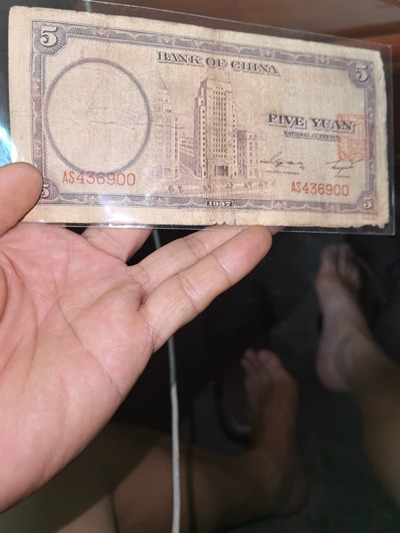 5 5
BANK OF CHINA
FIVE YUAN
NATIONAL CURRENCY
AS436900
AS436900
5 1937 5